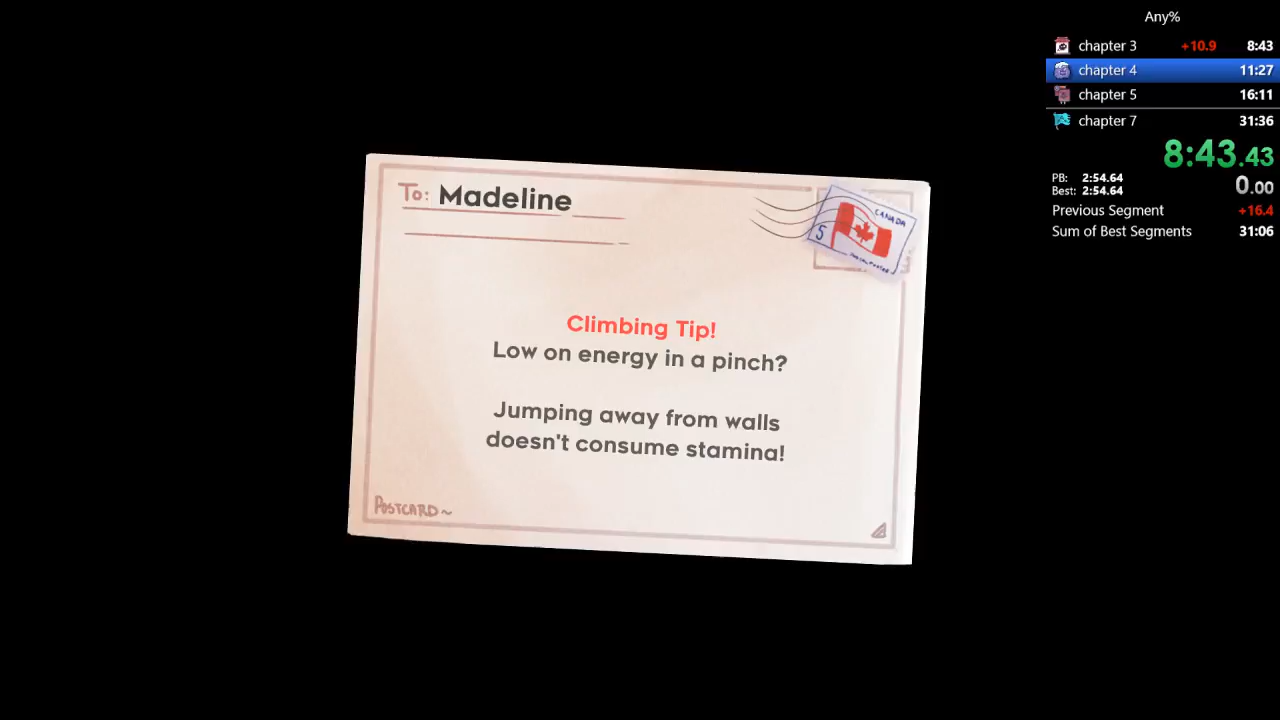 To: Madeline
CANADA
5
Climbing Tip!
Low on energy in a pinch?
Jumping away from walls
doesn't consume stamina!
POSTCARD~
Any%
chapter 3 +10.9 8:43
chapter 4 11:27
chapter 5 16:11
chapter 7 31:36
8:43.43
PB: 2:54.64
Best: 2:54.64
0.00
Previous Segment +16.4
Sum of Best Segments 31:06